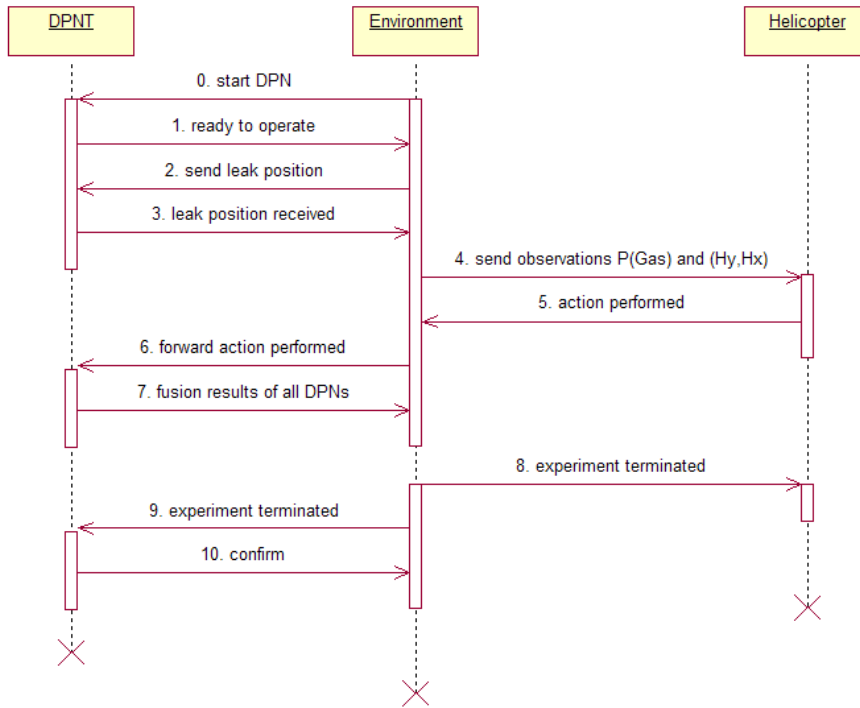 DPNT
Environment
Helicopter
0. start DPN
1. ready to operate
2. send leak position
3. leak position received
4. send observations P(Gas) and (Hy,Hx)
5. action performed
6. forward action performed
7. fusion results of all DPNs
8. experiment terminated
9. experiment terminated
10. confirm